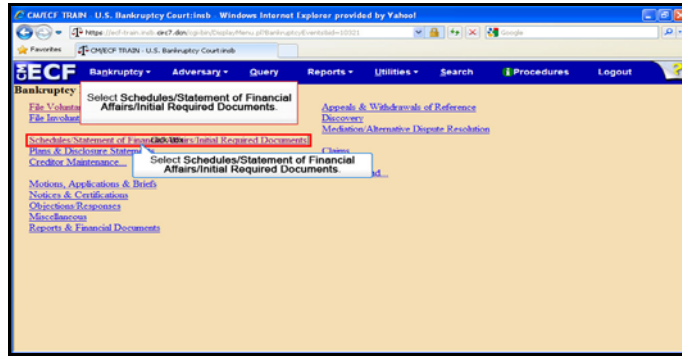 CM/ECF TRAIN - U.S. Bankruptcy Court:insb - Windows Internet Explorer provided by Yahoo!
Google
Favorites CM/ECF TRAIN - U.S. Bankruptcy Court:insb
ECF Bankruptcy Adversary Query Reports Utilities Search Procedures Logout ?
Bankruptcy
Select Schedules/Statement of Financial
Affairs/Initial Required Documents.
File Volunta
Appeals & Withdrawals of Reference
File Involunt
Discovery
Mediation/Alternative Dispute Resolution
Schedules/Statement of Financial Affairs/Initial Required Documents
Plans & Disclosure Statements
Claims
Select Schedules/Statement of Financial
Affairs/Initial Required Documents.
Creditor Maintenance...
Motions, Applications & Briefs
Notices & Certifications
Objections/Responses
Miscellaneous
Reports & Financial Documents